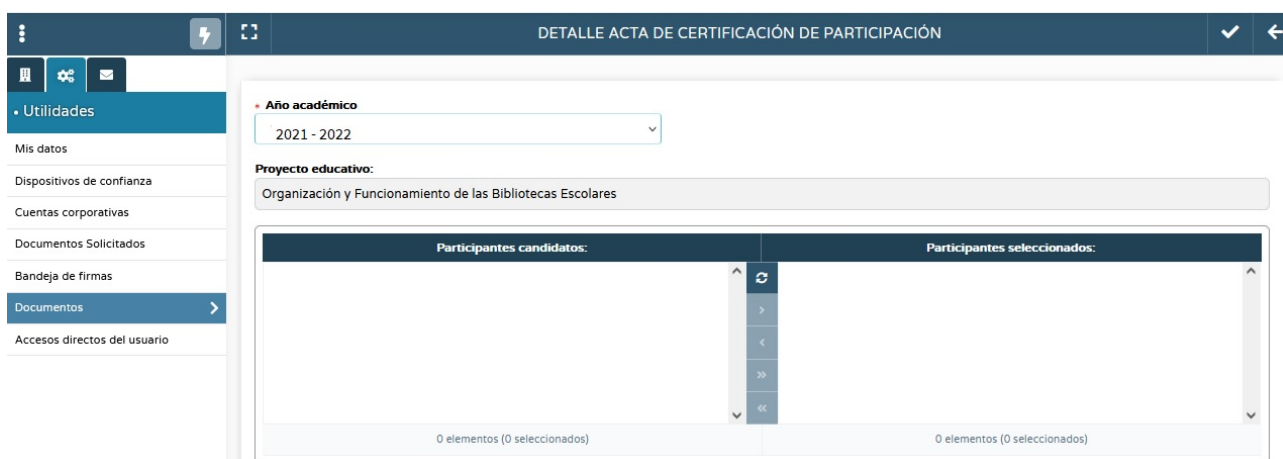 DETALLE ACTA DE CERTIFICACIÓN DE PARTICIPACIÓN
• Utilidades
Mis datos
Dispositivos de confianza
Cuentas corporativas
Documentos Solicitados
Bandeja de firmas
Documentos
Accesos directos del usuario
* Año académico
2021 - 2022
Proyecto educativo:
Organización y Funcionamiento de las Bibliotecas Escolares
Participantes candidatos:
Participantes seleccionados:
0 elementos (0 seleccionados)
0 elementos (0 seleccionados)